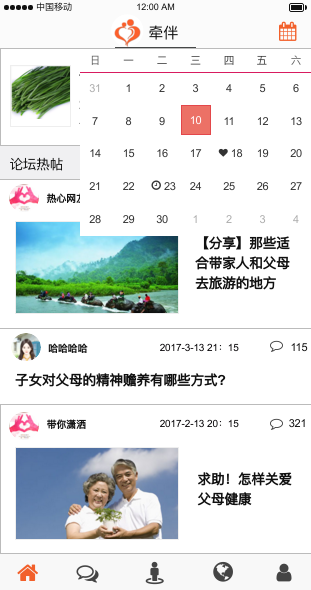 中国移动 11:00 AM
牵伴
日 一 二 三 四 五 六
31 1 2 3 4 5 6
7 8 9 10 11 12 13
14 15 16 17 18 19 20
21 22 23 24 25 26 27
28 29 30 1 2 3 4
论坛热帖
热心网友
【分享】那些适
合带家人和父母
去旅游的地方
哈哈哈哈 2017-3-13 21：15 115
子女对父母的精神赡养有哪些方式?
带你潇洒 2017-2-13 20：15 321
求助！怎样关爱
父母健康